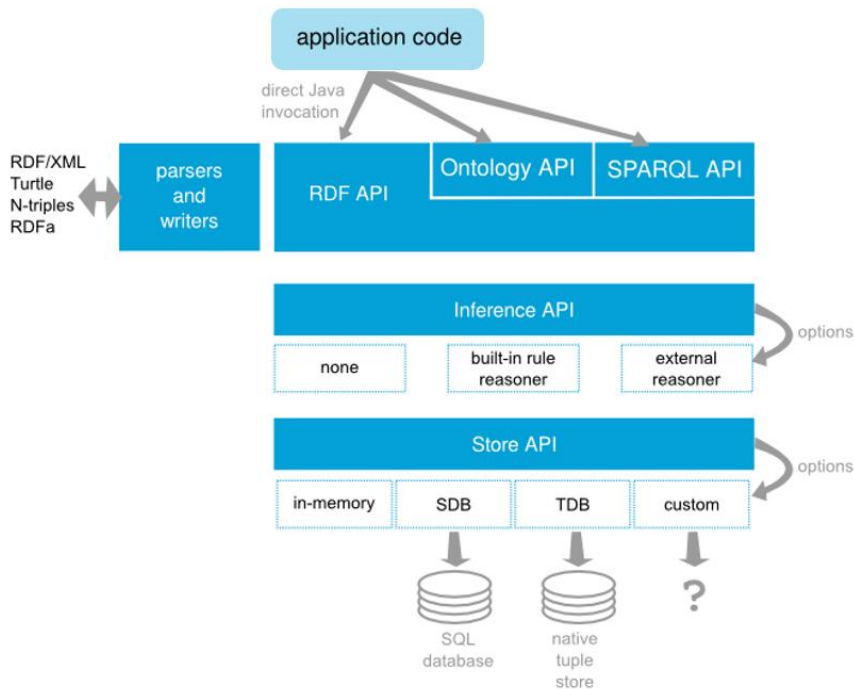 application code
direct Java
invocation
RDF/XML
Turtle
N-triples
RDFa
parsers
and
writers
RDF API
Ontology API
SPARQL API
Inference API
options
none
built-in rule
reasoner
external
reasoner
Store API
options
in-memory
SDB
TDB
custom
?
SQL
database
native
tuple
store